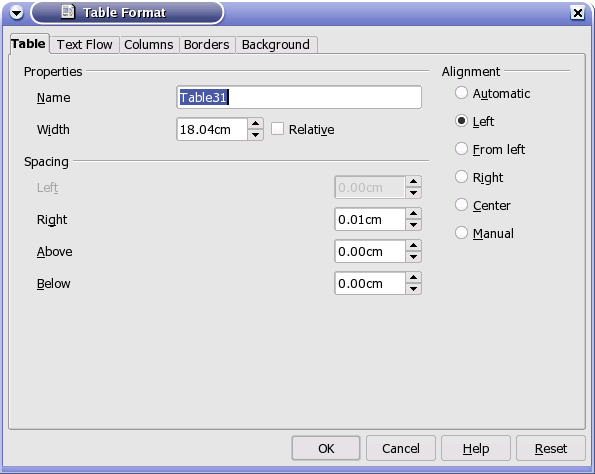 Table Format
Table Text Flow Columns Borders Background
Properties
Name Table31
Width 18.04cm Relative
Spacing
Left 0.00cm
Right 0.01cm
Above 0.00cm
Below 0.00cm
Alignment
Automatic
Left
From left
Right
Center
Manual
OK Cancel Help Reset